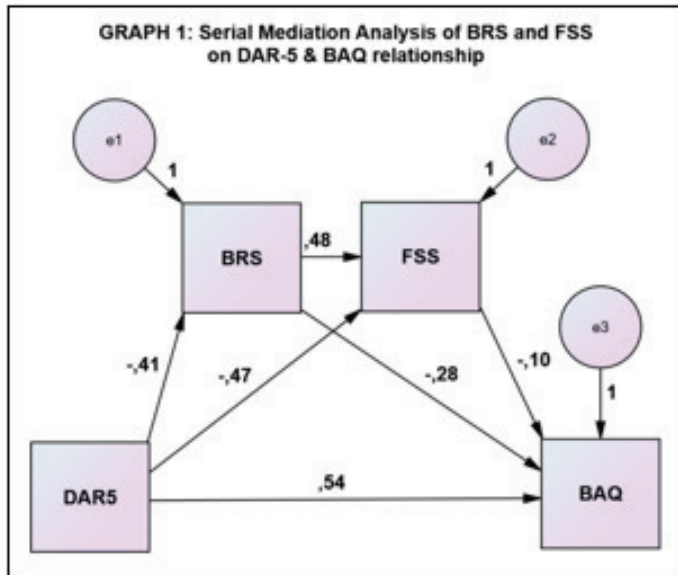 GRAPH 1: Serial Mediation Analysis of BRS and FSS
on DAR-5 & BAQ relationship
e1
e2
1
1
BRS
,48
FSS
e3
-,41
-,47
-,28
-,10
1
DAR5
,54
BAQ